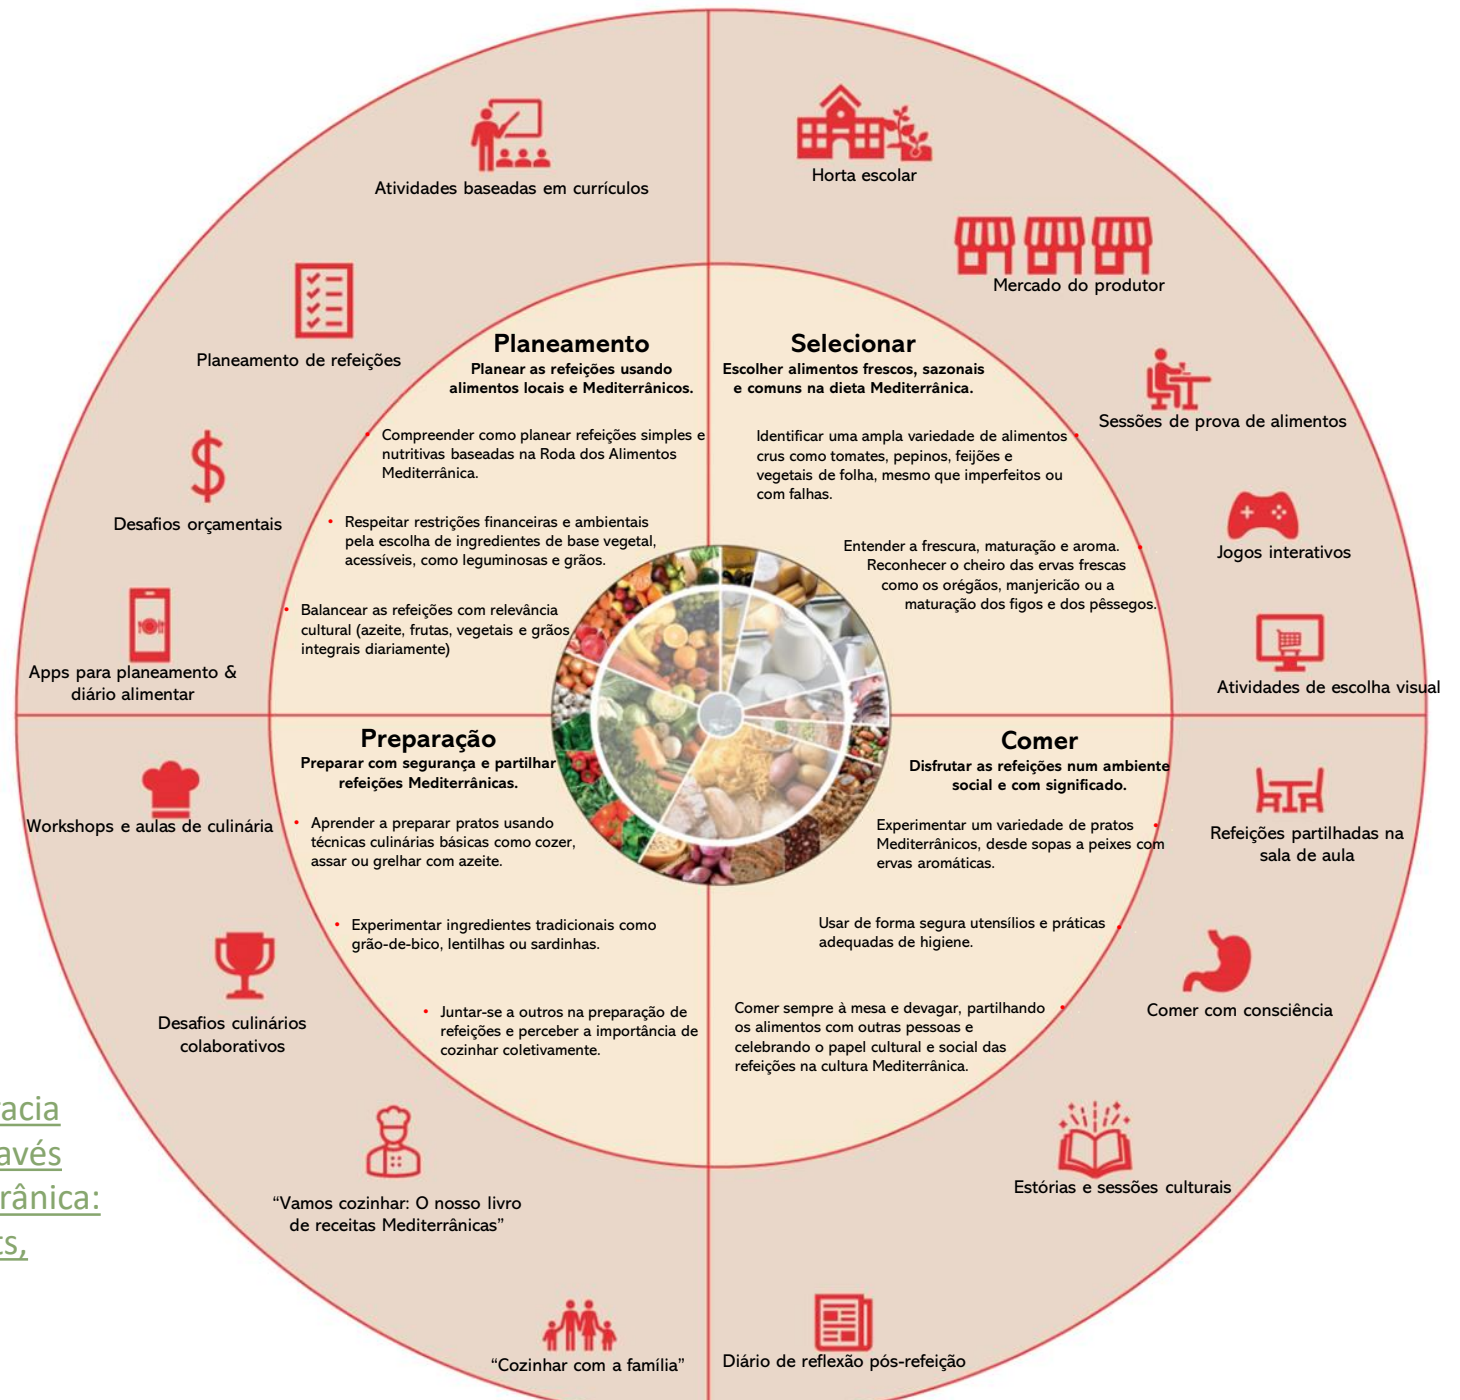 Atividades baseadas em currículos
Planeamento de refeições
Desafios orçamentais
Apps para planeamento &
diário alimentar
Planeamento
Planear as refeições usando
alimentos locais e Mediterrânicos.
• Compreender como planear refeições simples e
nutritivas baseadas na Roda dos Alimentos
Mediterrânica.
• Respeitar restrições financeiras e ambientais
pela escolha de ingredientes de base vegetal,
acessíveis, como leguminosas e grãos.
• Balancear as refeições com relevância
cultural (azeite, frutas, vegetais e grãos
integrais diariamente)
Horta escolar
Mercado do produtor
Sessões de prova de alimentos
Jogos interativos
Atividades de escolha visual
Selecionar
Escolher alimentos frescos, sazonais
e comuns na dieta Mediterrânica.
Identificar uma ampla variedade de alimentos •
crus como tomates, pepinos, feijões e
vegetais de folha, mesmo que imperfeitos ou
com falhas.
Entender a frescura, maturação e aroma. •
Reconhecer o cheiro das ervas frescas
como os orégãos, manjericão ou a
maturação dos figos e dos pêssegos.
Preparação
Preparar com segurança e partilhar
refeições Mediterrânicas.
• Aprender a preparar pratos usando
técnicas culinárias básicas como cozer,
assar ou grelhar com azeite.
• Experimentar ingredientes tradicionais como
grão-de-bico, lentilhas ou sardinhas.
• Juntar-se a outros na preparação de
refeições e perceber a importância de
cozinhar coletivamente.
Workshops e aulas de culinária
Desafios culinários
colaborativos
“Vamos cozinhar: O nosso livro
de receitas Mediterrânicas”
“Cozinhar com a família”
Comer
Disfrutar as refeições num ambiente
social e com significado.
Experimentar um variedade de pratos •
Mediterrânicos, desde sopas a peixes com
ervas aromáticas.
Usar de forma segura utensílios e práticas •
adequadas de higiene.
Comer sempre à mesa e devagar, partilhando •
os alimentos com outras pessoas e
celebrando o papel cultural e social das
refeições na cultura Mediterrânica.
Refeições partilhadas na
sala de aula
Comer com consciência
Estórias e sessões culturais
Diário de reflexão pós-refeição
acia
avés
rânica:
ts,